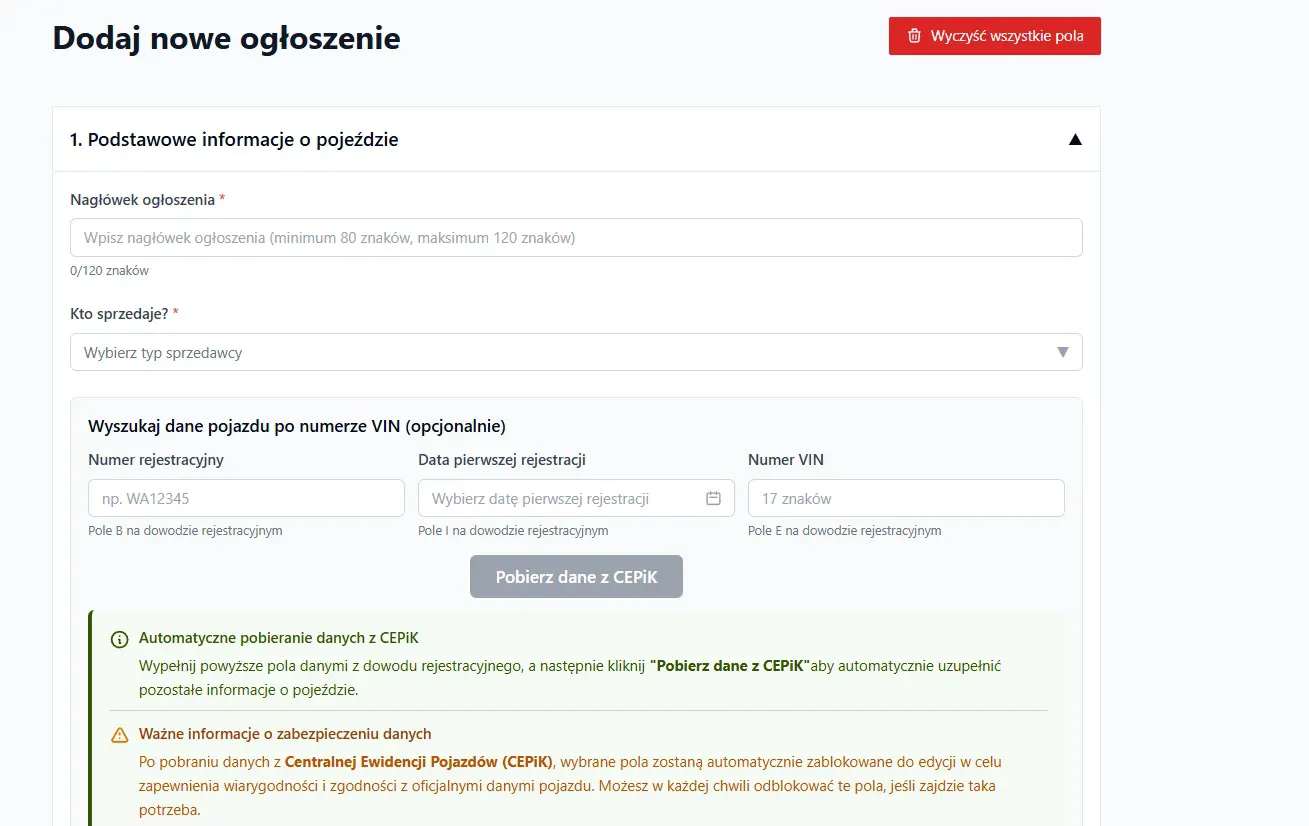 Dodaj nowe ogłoszenie
Wyczyść wszystkie pola
1. Podstawowe informacje o pojeździe
Nagłówek ogłoszenia *
Wpisz nagłówek ogłoszenia (minimum 80 znaków, maksimum 120 znaków)
0/120 znaków
Kto sprzedaje? *
Wybierz typ sprzedawcy
Wyszukaj dane pojazdu po numerze VIN (opcjonalnie)
Numer rejestracyjny
Data pierwszej rejestracji
Numer VIN
np. WA12345
Wybierz datę pierwszej rejestracji
17 znaków
Pole B na dowodzie rejestracyjnym
Pole I na dowodzie rejestracyjnym
Pole E na dowodzie rejestracyjnym
Pobierz dane z CEPiK
Automatyczne pobieranie danych z CEPiK
Wypełnij powyższe pola danymi z dowodu rejestracyjnego, a następnie kliknij "Pobierz dane z CEPiK"aby automatycznie uzupełnić
pozostałe informacje o pojeździe.
Ważne informacje o zabezpieczeniu danych
Po pobraniu danych z Centralnej Ewidencji Pojazdów (CEPiK), wybrane pola zostaną automatycznie zablokowane do edycji w celu
zapewnienia wiarygodności i zgodności z oficjalnymi danymi pojazdu. Możesz w każdej chwili odblokować te pola, jeśli zajdzie taka
potrzeba.